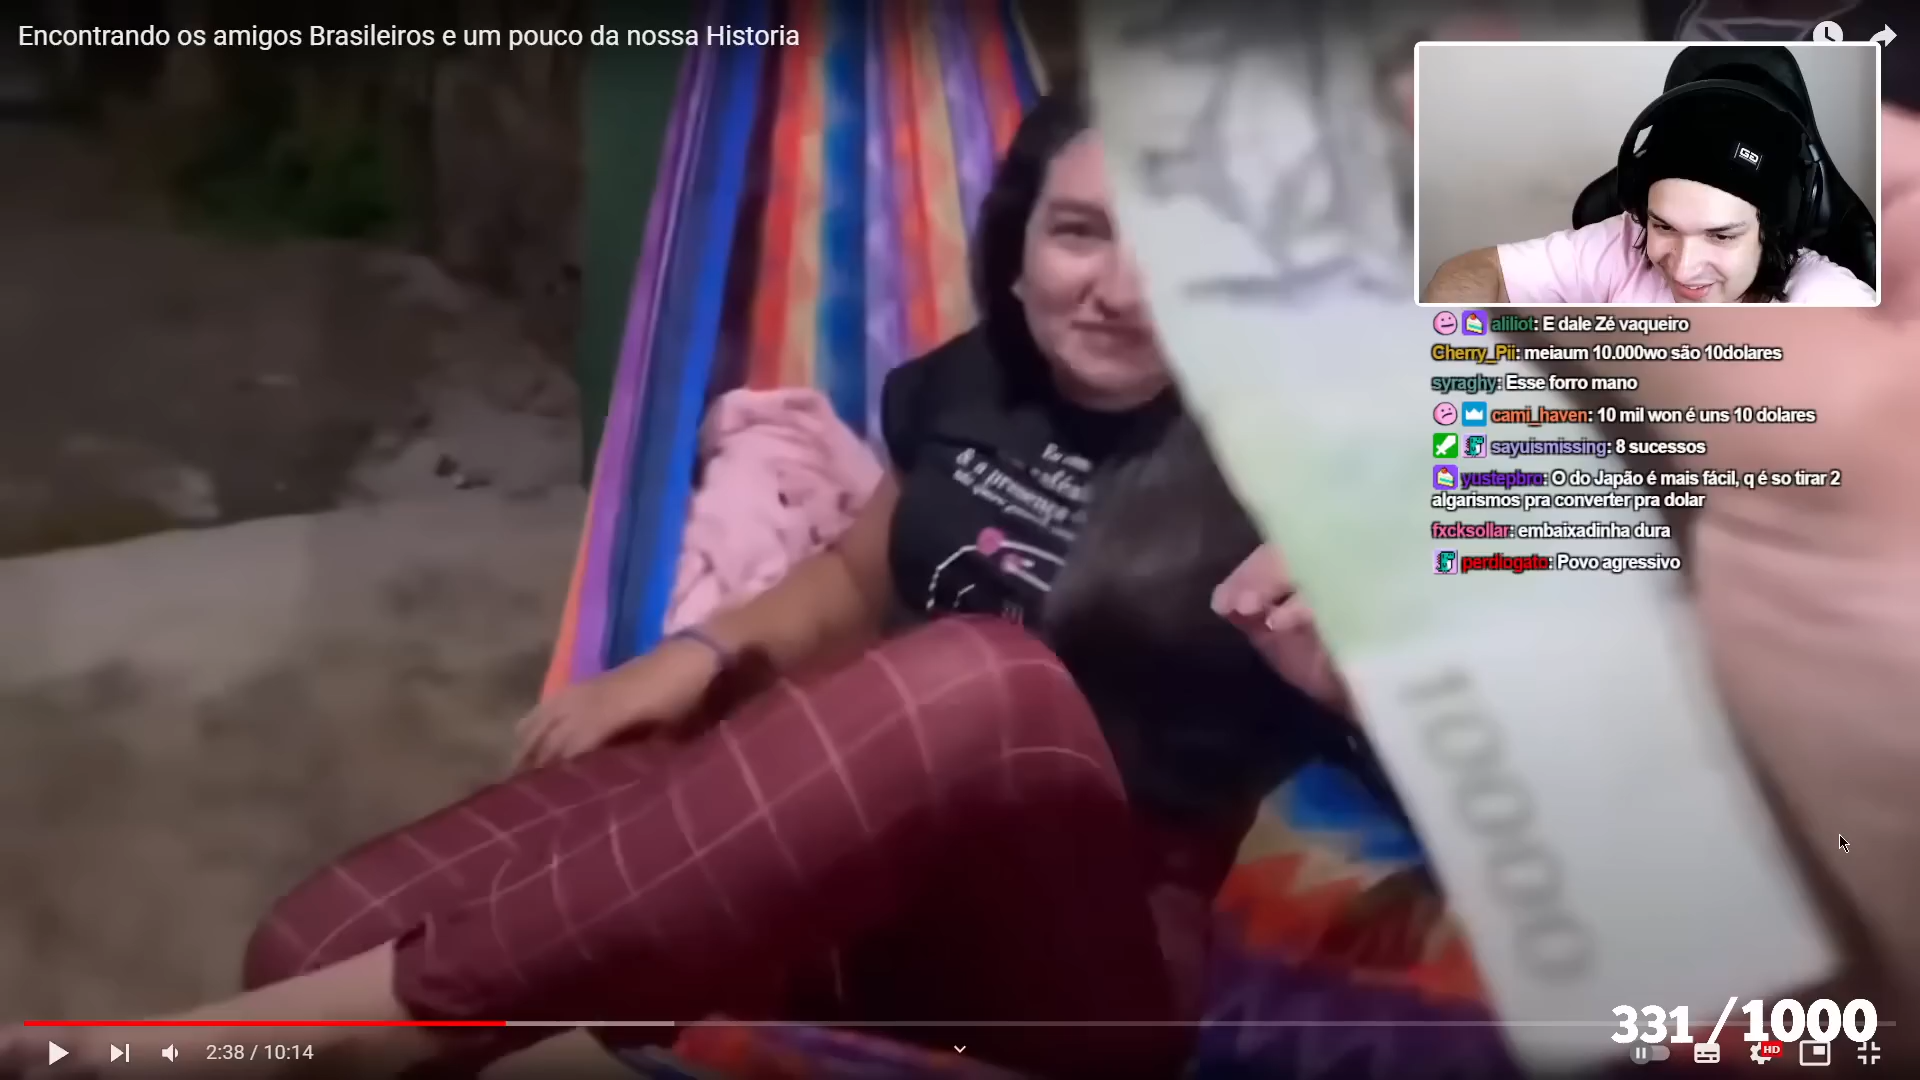 Encontrando os amigos Brasileiros e um pouco da nossa Historia
aliliot: E dale Zé vaqueiro
Cherry_Pii: meiaum 10.000wo são 10dolares
syraghy: Esse forro mano
cami_haven: 10 mil won é uns 10 dolares
sayuismissing: 8 sucessos
yustepbro: O do Japão é mais fácil, q é so tirar 2
algarismos pra converter pra dolar
fxcksollar: embaixadinha dura
perdiogato: Povo agressivo
& a presença
10000
331 / 1000
2:38 / 10:14
HD